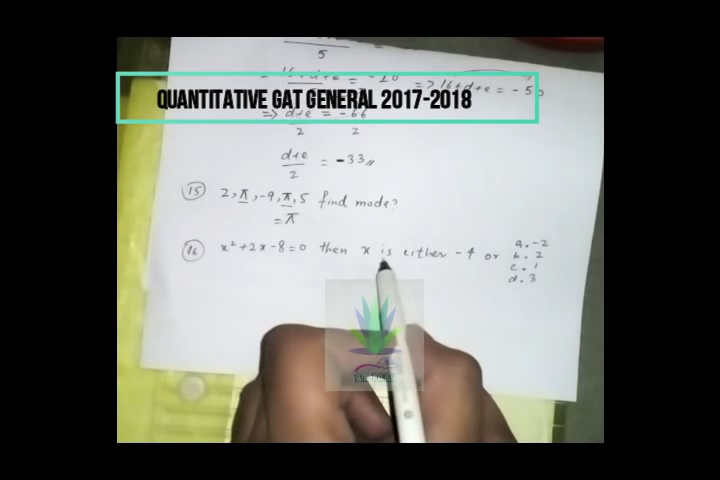 5
QUANTITATIVE GAT GENERAL 2017-2018
=> 16+d+e = -50
=> d+e = -66
2 2
d+e = -33,,
2
15 2, π, -9, π, 5 find mode?
= π
16 x² + 2x - 8 = 0 then x is either -4 or
a. -2
b. 2
c. 1
d. 3